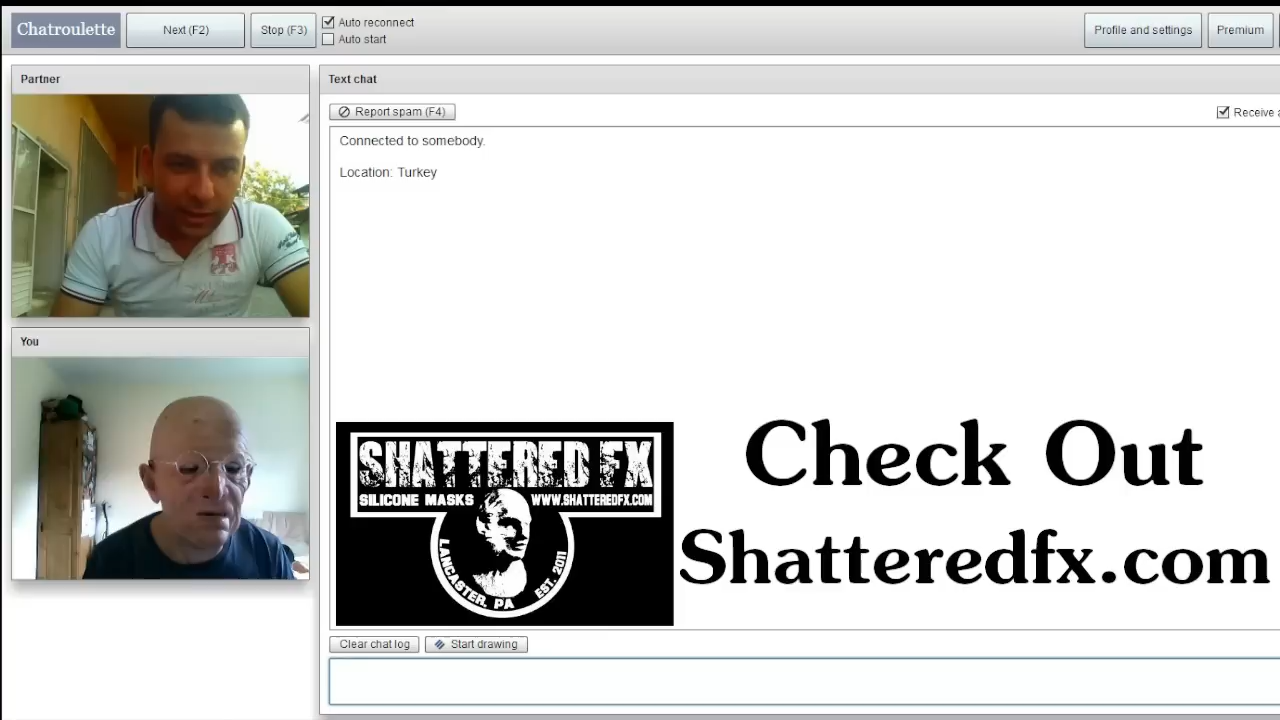 Chatroulette
Next (F2)
Stop (F3)
Auto reconnect
Auto start
Profile and settings
Premium
Partner
Text chat
Report spam (F4)
Receive
Connected to somebody.
Location: Turkey
You
SHATTERED FX
SILICONE MASKS WWW.SHATTEREDFX.COM
LANCASTER, PA EST. 2011
Check Out
Shatteredfx.com
Clear chat log
Start drawing